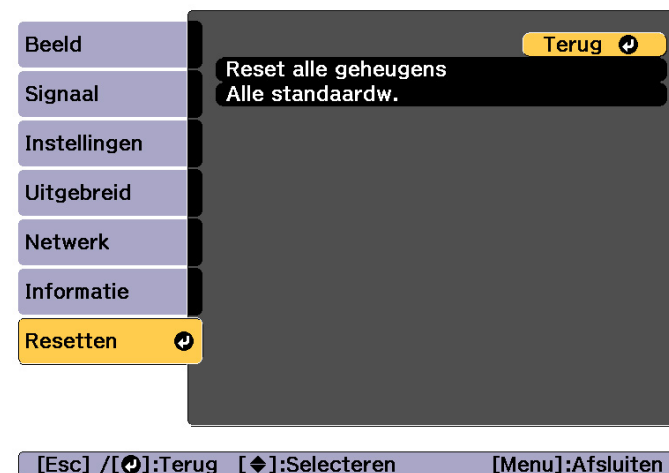 Beeld
Signaal
Instellingen
Uitgebreid
Netwerk
Informatie
Resetten
Terug
Reset alle geheugens
Alle standaardw.
[Esc] /[⏎]:Terug [◆]:Selecteren [Menu]:Afsluiten